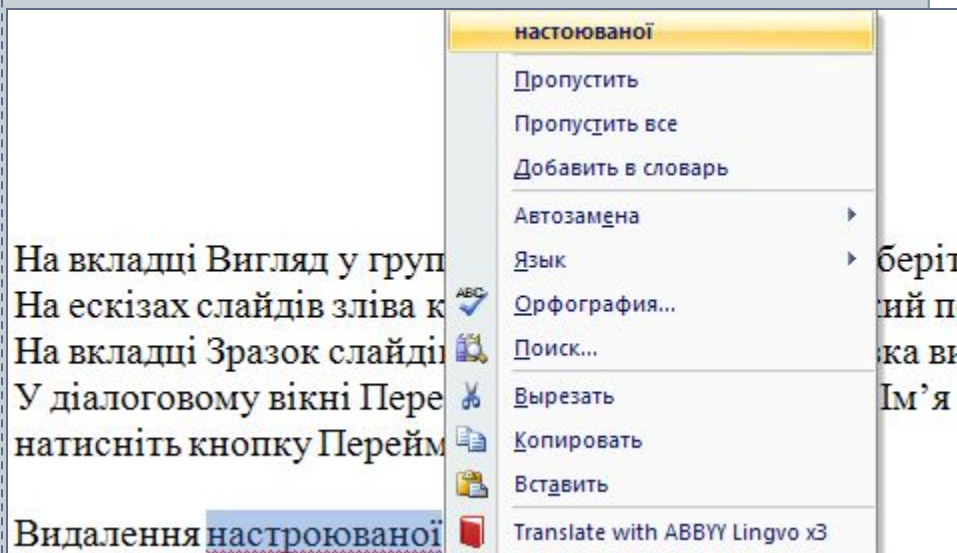 настоюваної
Пропустить
Пропустить все
Добавить в словарь
Автозамена
Язык
Орфография...
Поиск...
Вырезать
Копировать
Вставить
Translate with ABBYY Lingvo x3
На вкладці Вигляд у груп беріт
На ескізах слайдів зліва к ий п
На вкладці Зразок слайді ка ви
У діалоговому вікні Пере Ім’я
натисніть кнопку Перейм
Видалення настроюваної